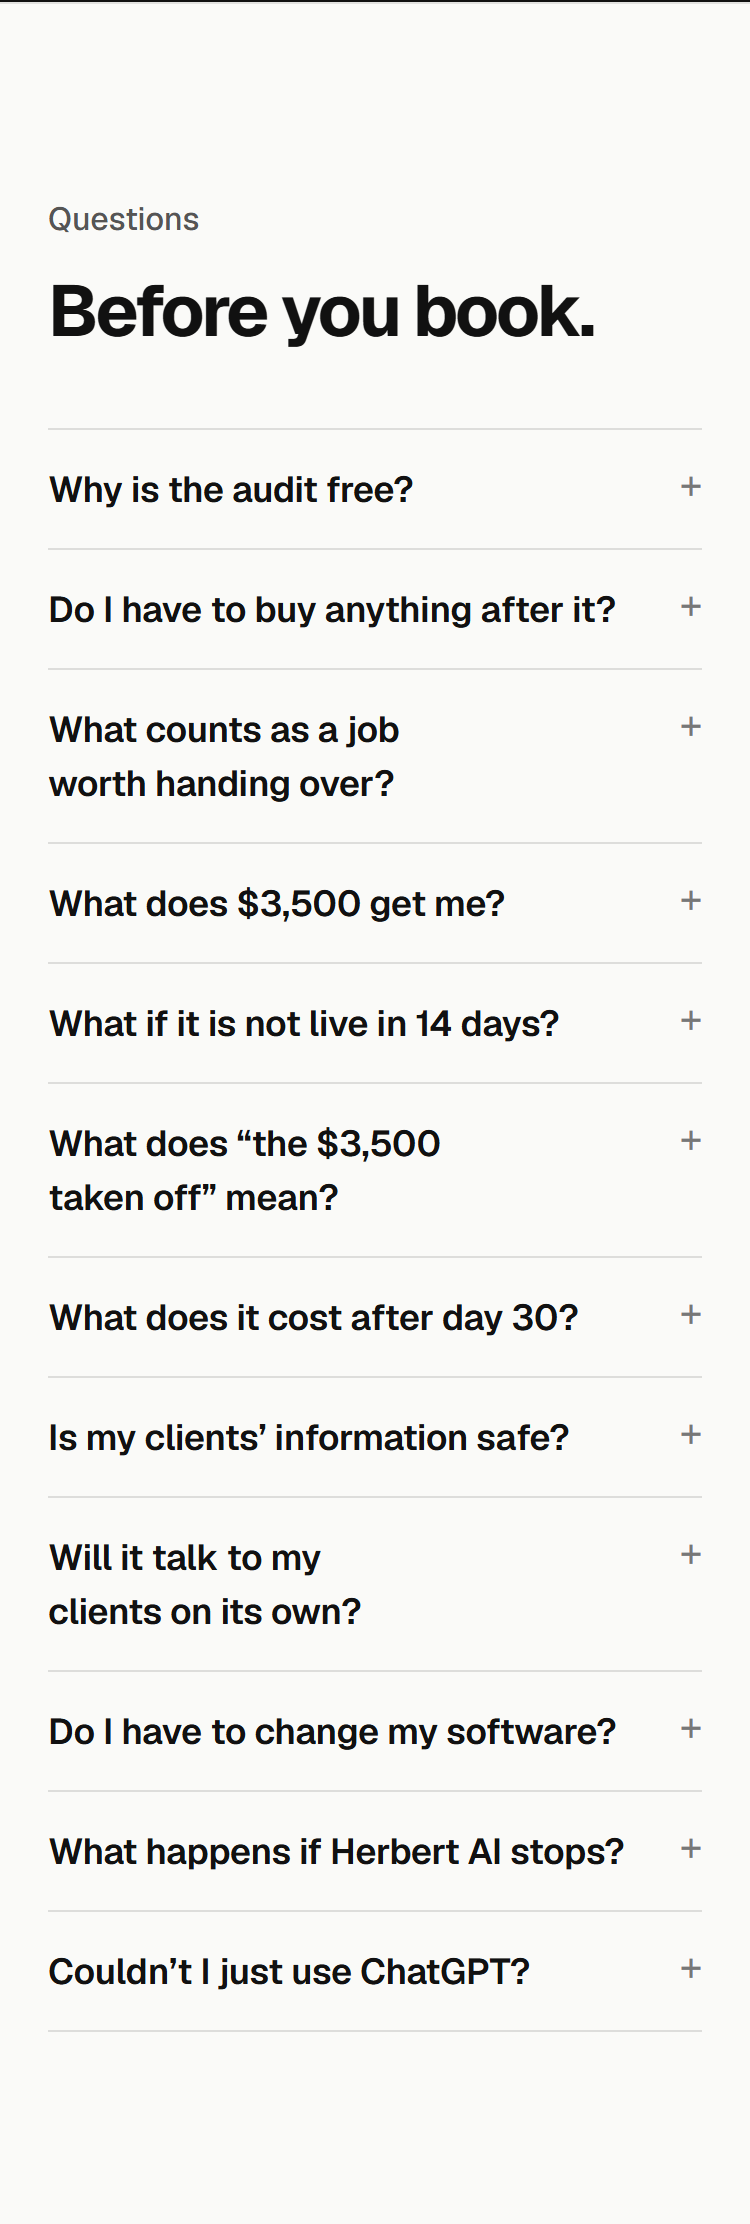 Questions
Before you book.
Why is the audit free?
+
Do I have to buy anything after it?
+
What counts as a job
worth handing over?
+
What does $3,500 get me?
+
What if it is not live in 14 days?
+
What does “the $3,500
taken off” mean?
+
What does it cost after day 30?
+
Is my clients’ information safe?
+
Will it talk to my
clients on its own?
+
Do I have to change my software?
+
What happens if Herbert AI stops?
+
Couldn’t I just use ChatGPT?
+